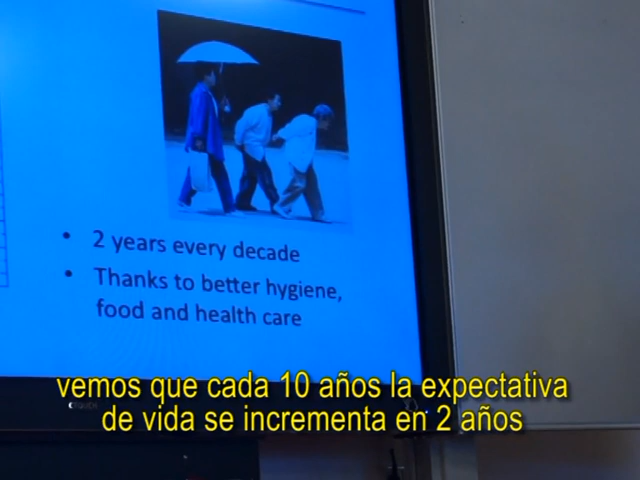 • 2 years every decade
• Thanks to better hygiene,
food and health care
vemos que cada 10 años la expectativa
de vida se incrementa en 2 años